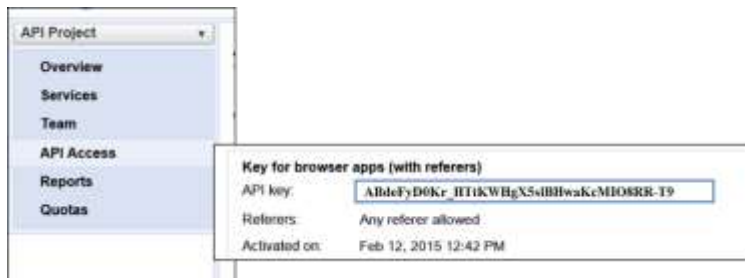 API Project
Overview
Services
Team
API Access
Reports
Quotas
Key for browser apps (with referers)
API key: ABdeFyD0Kr_HTtKWHgX5slBHwaKcMIO8RR-T9
Referers: Any referer allowed
Activated on: Feb 12, 2015 12:42 PM